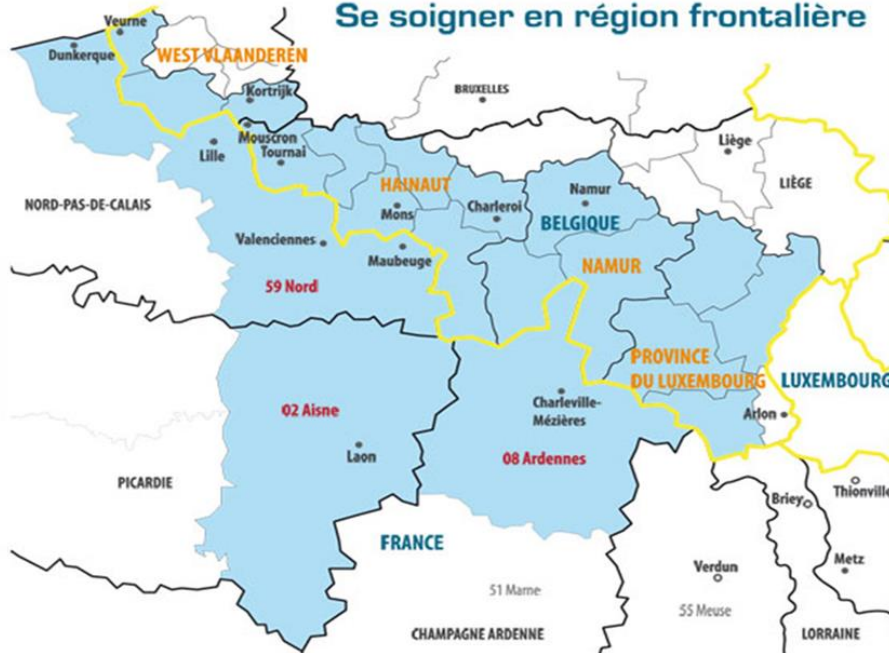 Se soigner en région frontalière
Veurne
Dunkerque
WEST VLAANDEREN
Kortrijk
BRUXELLES
Mouscron
Lille
Tournai
Liège
LIÈGE
HAINAUT
Namur
NORD-PAS-DE-CALAIS
Mons
Charleroi
BELGIQUE
Valenciennes
Maubeuge
NAMUR
59 Nord
PROVINCE
DU LUXEMBOURG
LUXEMBOURG
02 Aisne
Charleville-
Mézières
Arlon
Laon
08 Ardennes
PICARDIE
Thionville
Briey
FRANCE
Verdun
Metz
51 Marne
55 Meuse
CHAMPAGNE ARDENNE
LORRAINE